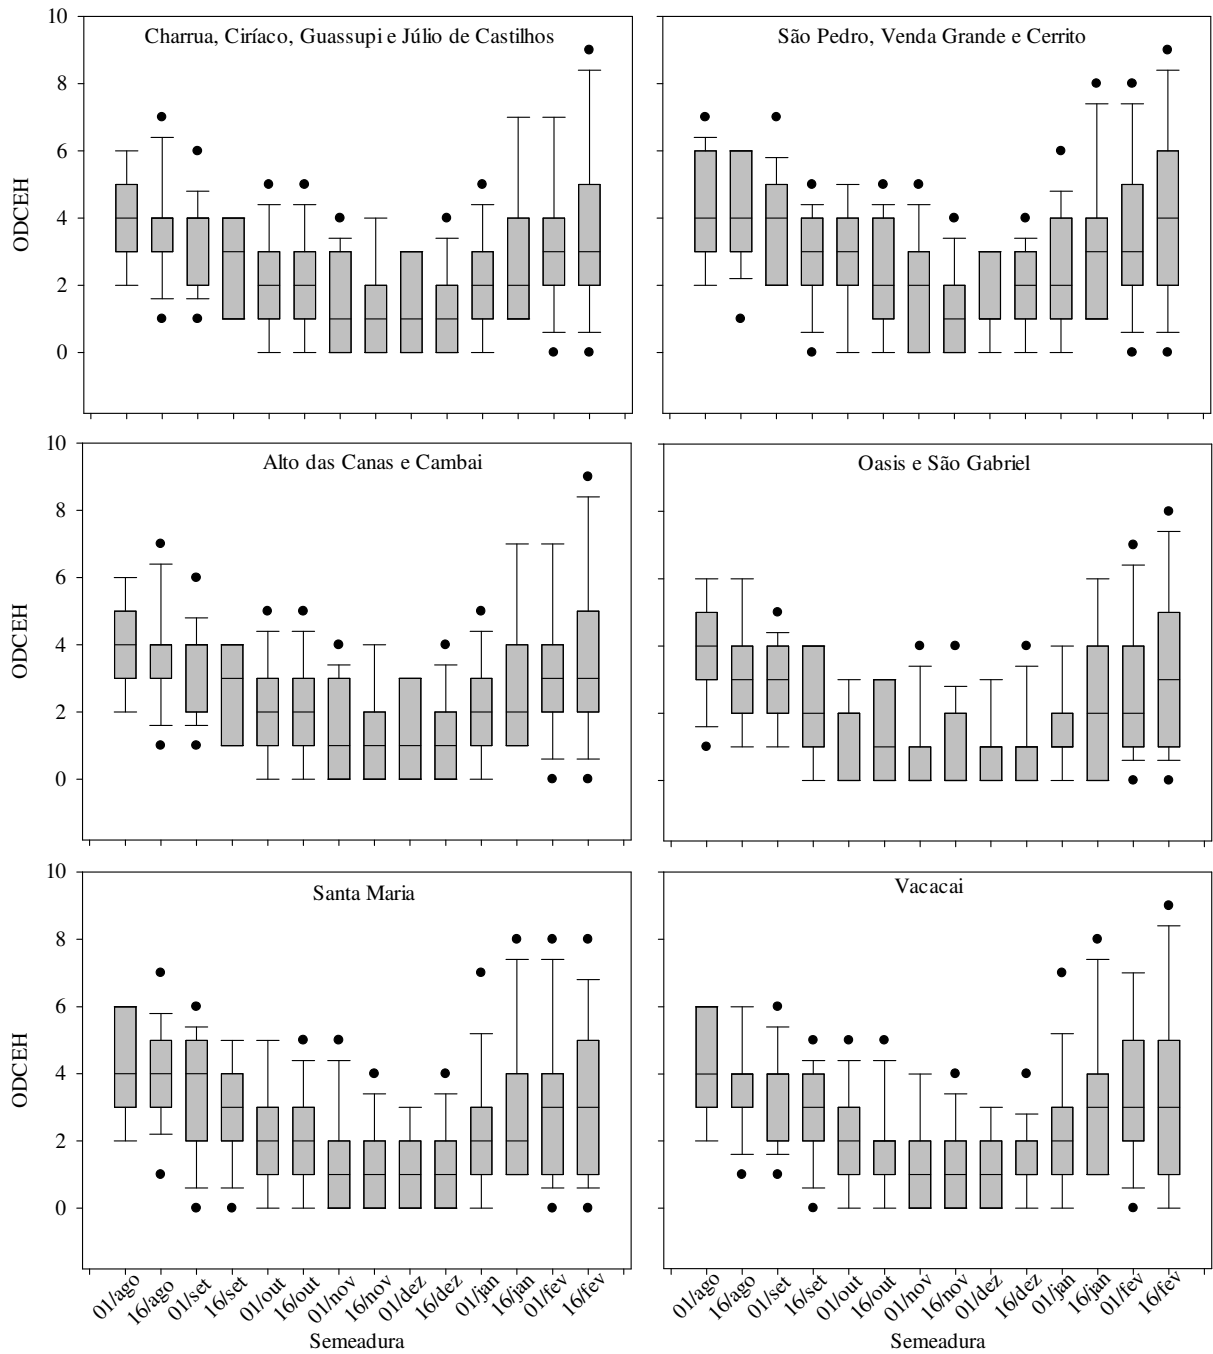 Charrua, Ciríaco, Guassupi e Júlio de Castilhos
São Pedro, Venda Grande e Cerrito
ODCEH
10
8
6
4
2
0
Alto das Canas e Cambai
Oasis e São Gabriel
ODCEH
10
8
6
4
2
0
Santa Maria
Vacacai
ODCEH
10
8
6
4
2
0
01/ago 16/ago 01/set 16/set 01/out 16/out 01/nov 16/nov 01/dez 16/dez 01/jan 16/jan 01/fev 16/fev
Semeadura
01/ago 16/ago 01/set 16/set 01/out 16/out 01/nov 16/nov 01/dez 16/dez 01/jan 16/jan 01/fev 16/fev
Semeadura